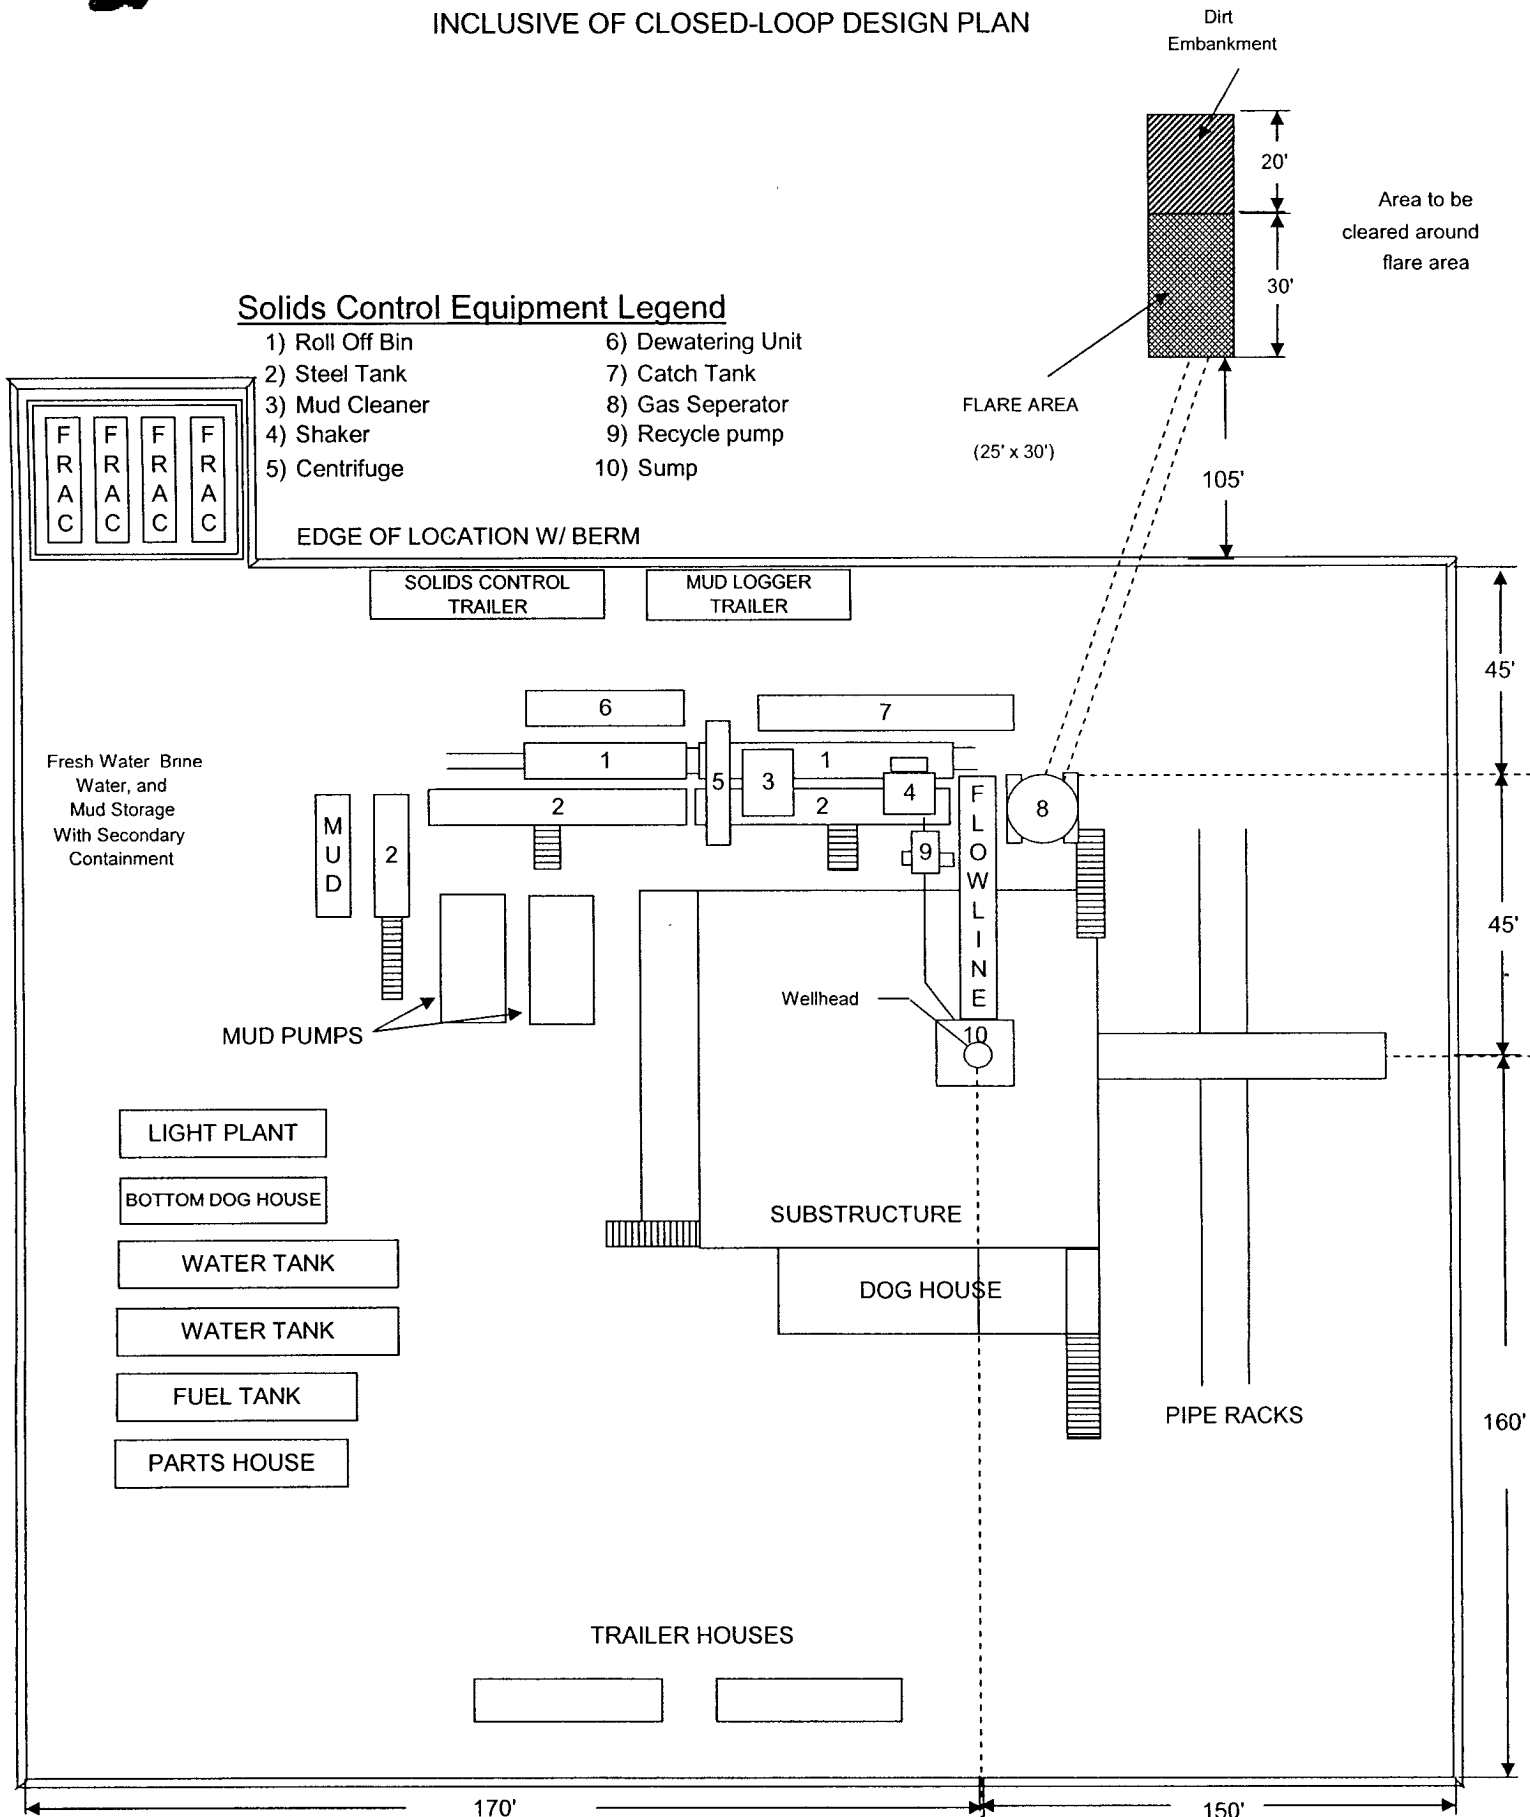 INCLUSIVE OF CLOSED-LOOP DESIGN PLAN
Dirt
Embankment
20'
30'
Area to be
cleared around
flare area
FLARE AREA
(25' x 30')
105'
Solids Control Equipment Legend
1) Roll Off Bin
2) Steel Tank
3) Mud Cleaner
4) Shaker
5) Centrifuge
6) Dewatering Unit
7) Catch Tank
8) Gas Seperator
9) Recycle pump
10) Sump
FRAC
FRAC
FRAC
FRAC
EDGE OF LOCATION W/ BERM
SOLIDS CONTROL
TRAILER
MUD LOGGER
TRAILER
45'
6
7
1
5
3
1
4
8
2
2
9
Fresh Water Brine
Water, and
Mud Storage
With Secondary
Containment
MUD
2
FLOWLINE
45'
Wellhead
10
MUD PUMPS
LIGHT PLANT
BOTTOM DOG HOUSE
WATER TANK
WATER TANK
FUEL TANK
PARTS HOUSE
SUBSTRUCTURE
DOG HOUSE
PIPE RACKS
160'
TRAILER HOUSES
170'
150'